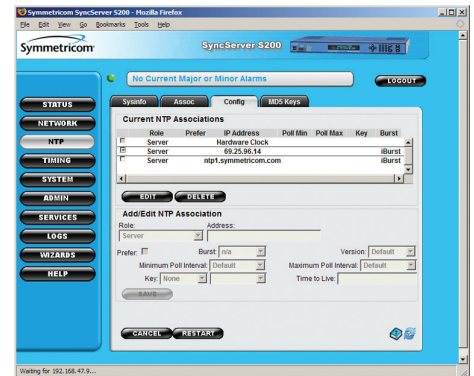 Symmetricom SyncServer S200 - Mozilla Firefox
File Edit View Go Bookmarks Tools Help
Symmetricom
SyncServer S200
No Current Major or Minor Alarms
LOGOUT
STATUS
NETWORK
NTP
TIMING
SYSTEM
ADMIN
SERVICES
LOGS
WIZARDS
HELP
Sysinfo Assoc Config MD5 Keys
Current NTP Associations
Role Prefer IP Address Poll Min Poll Max Key Burst
Server Hardware Clock
Server 69.25.96.14 iBurst
Server ntp1.symmetricom.com iBurst
EDIT DELETE
Add/Edit NTP Association
Role: Address:
Server
Prefer: Burst: n/a Version: Default
Minimum Poll Interval: Default Maximum Poll Interval: Default
Key: None Time to Live:
SAVE
CANCEL RESTART
Waiting for 192.168.47.9...